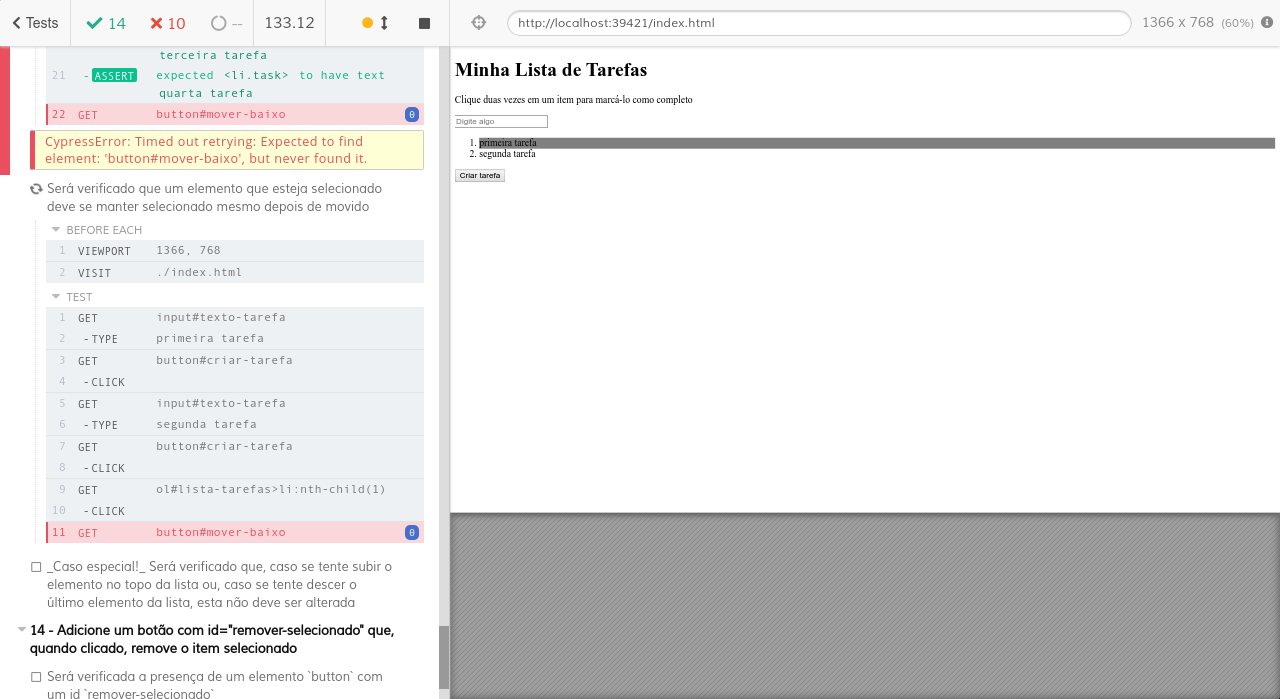 Tests
14
10
--
133.12
http://localhost:39421/index.html
1366 x 768 (60%)
terceira tarefa
21 -ASSERT expected <li.task> to have text
quarta tarefa
22 GET button#mover-baixo 0
CypressError: Timed out retrying: Expected to find
element: 'button#mover-baixo', but never found it.
Será verificado que um elemento que esteja selecionado
deve se manter selecionado mesmo depois de movido
BEFORE EACH
1 VIEWPORT 1366, 768
2 VISIT ./index.html
TEST
1 GET input#texto-tarefa
2 -TYPE primeira tarefa
3 GET button#criar-tarefa
4 -CLICK
5 GET input#texto-tarefa
6 -TYPE segunda tarefa
7 GET button#criar-tarefa
8 -CLICK
9 GET ol#lista-tarefas>li:nth-child(1)
10 -CLICK
11 GET button#mover-baixo 0
_Caso especial!_ Será verificado que, caso se tente subir o
elemento no topo da lista ou, caso se tente descer o
último elemento da lista, esta não deve ser alterada
14 - Adicione um botão com id="remover-selecionado" que,
quando clicado, remove o item selecionado
Será verificada a presença de um elemento `button` com
um id `remover-selecionado`
Minha Lista de Tarefas
Clique duas vezes em um item para marcá-lo como completo
Digite algo
1. primeira tarefa
2. segunda tarefa
Criar tarefa